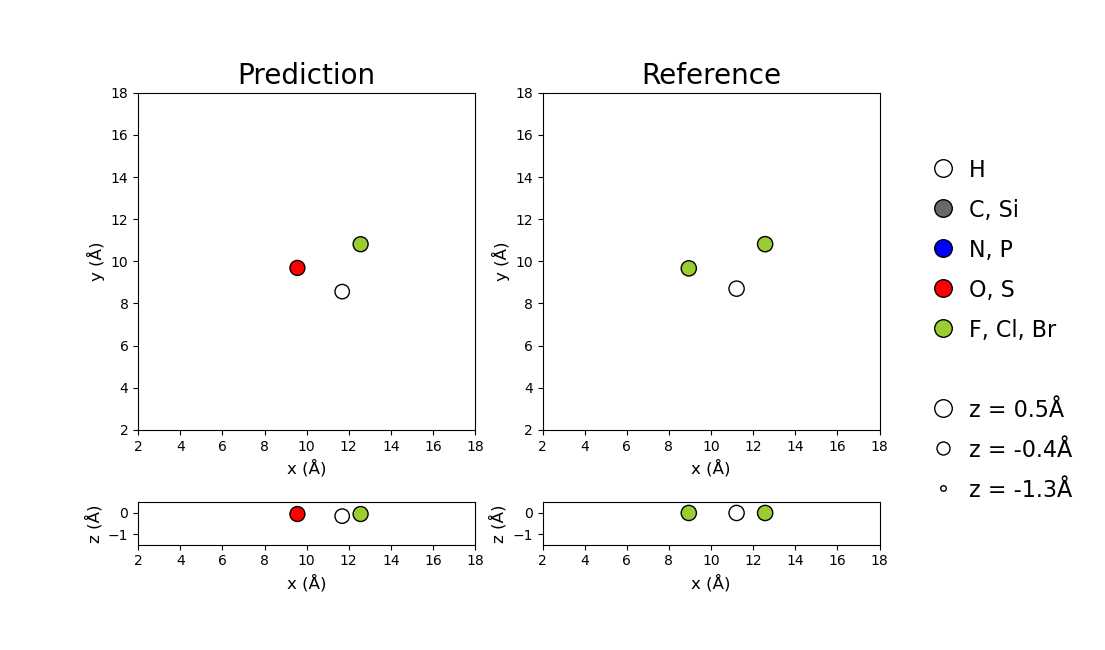 Prediction
18
16
14
12
10
8
6
4
2
y (Å)
2 4 6 8 10 12 14 16 18
x (Å)
0
−1
z (Å)
2 4 6 8 10 12 14 16 18
x (Å)
Reference
18
16
14
12
10
8
6
4
2
y (Å)
2 4 6 8 10 12 14 16 18
x (Å)
0
−1
z (Å)
2 4 6 8 10 12 14 16 18
x (Å)
H
C, Si
N, P
O, S
F, Cl, Br
z = 0.5Å
z = -0.4Å
z = -1.3Å